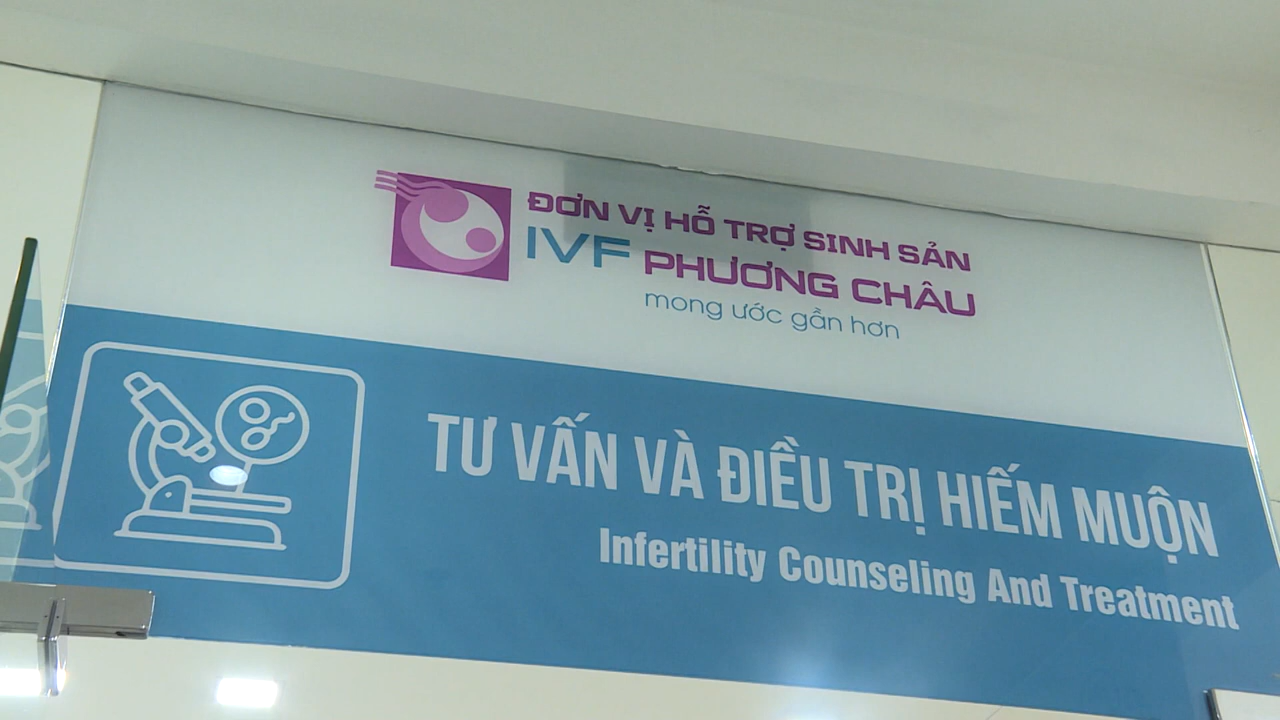 ĐƠN VỊ HỖ TRỢ SINH SẢN
IVF PHƯƠNG CHÂU
mong ước gần hơn
TƯ VẤN VÀ ĐIỀU TRỊ HIẾM MUỘN
Infertility Counseling And Treatment